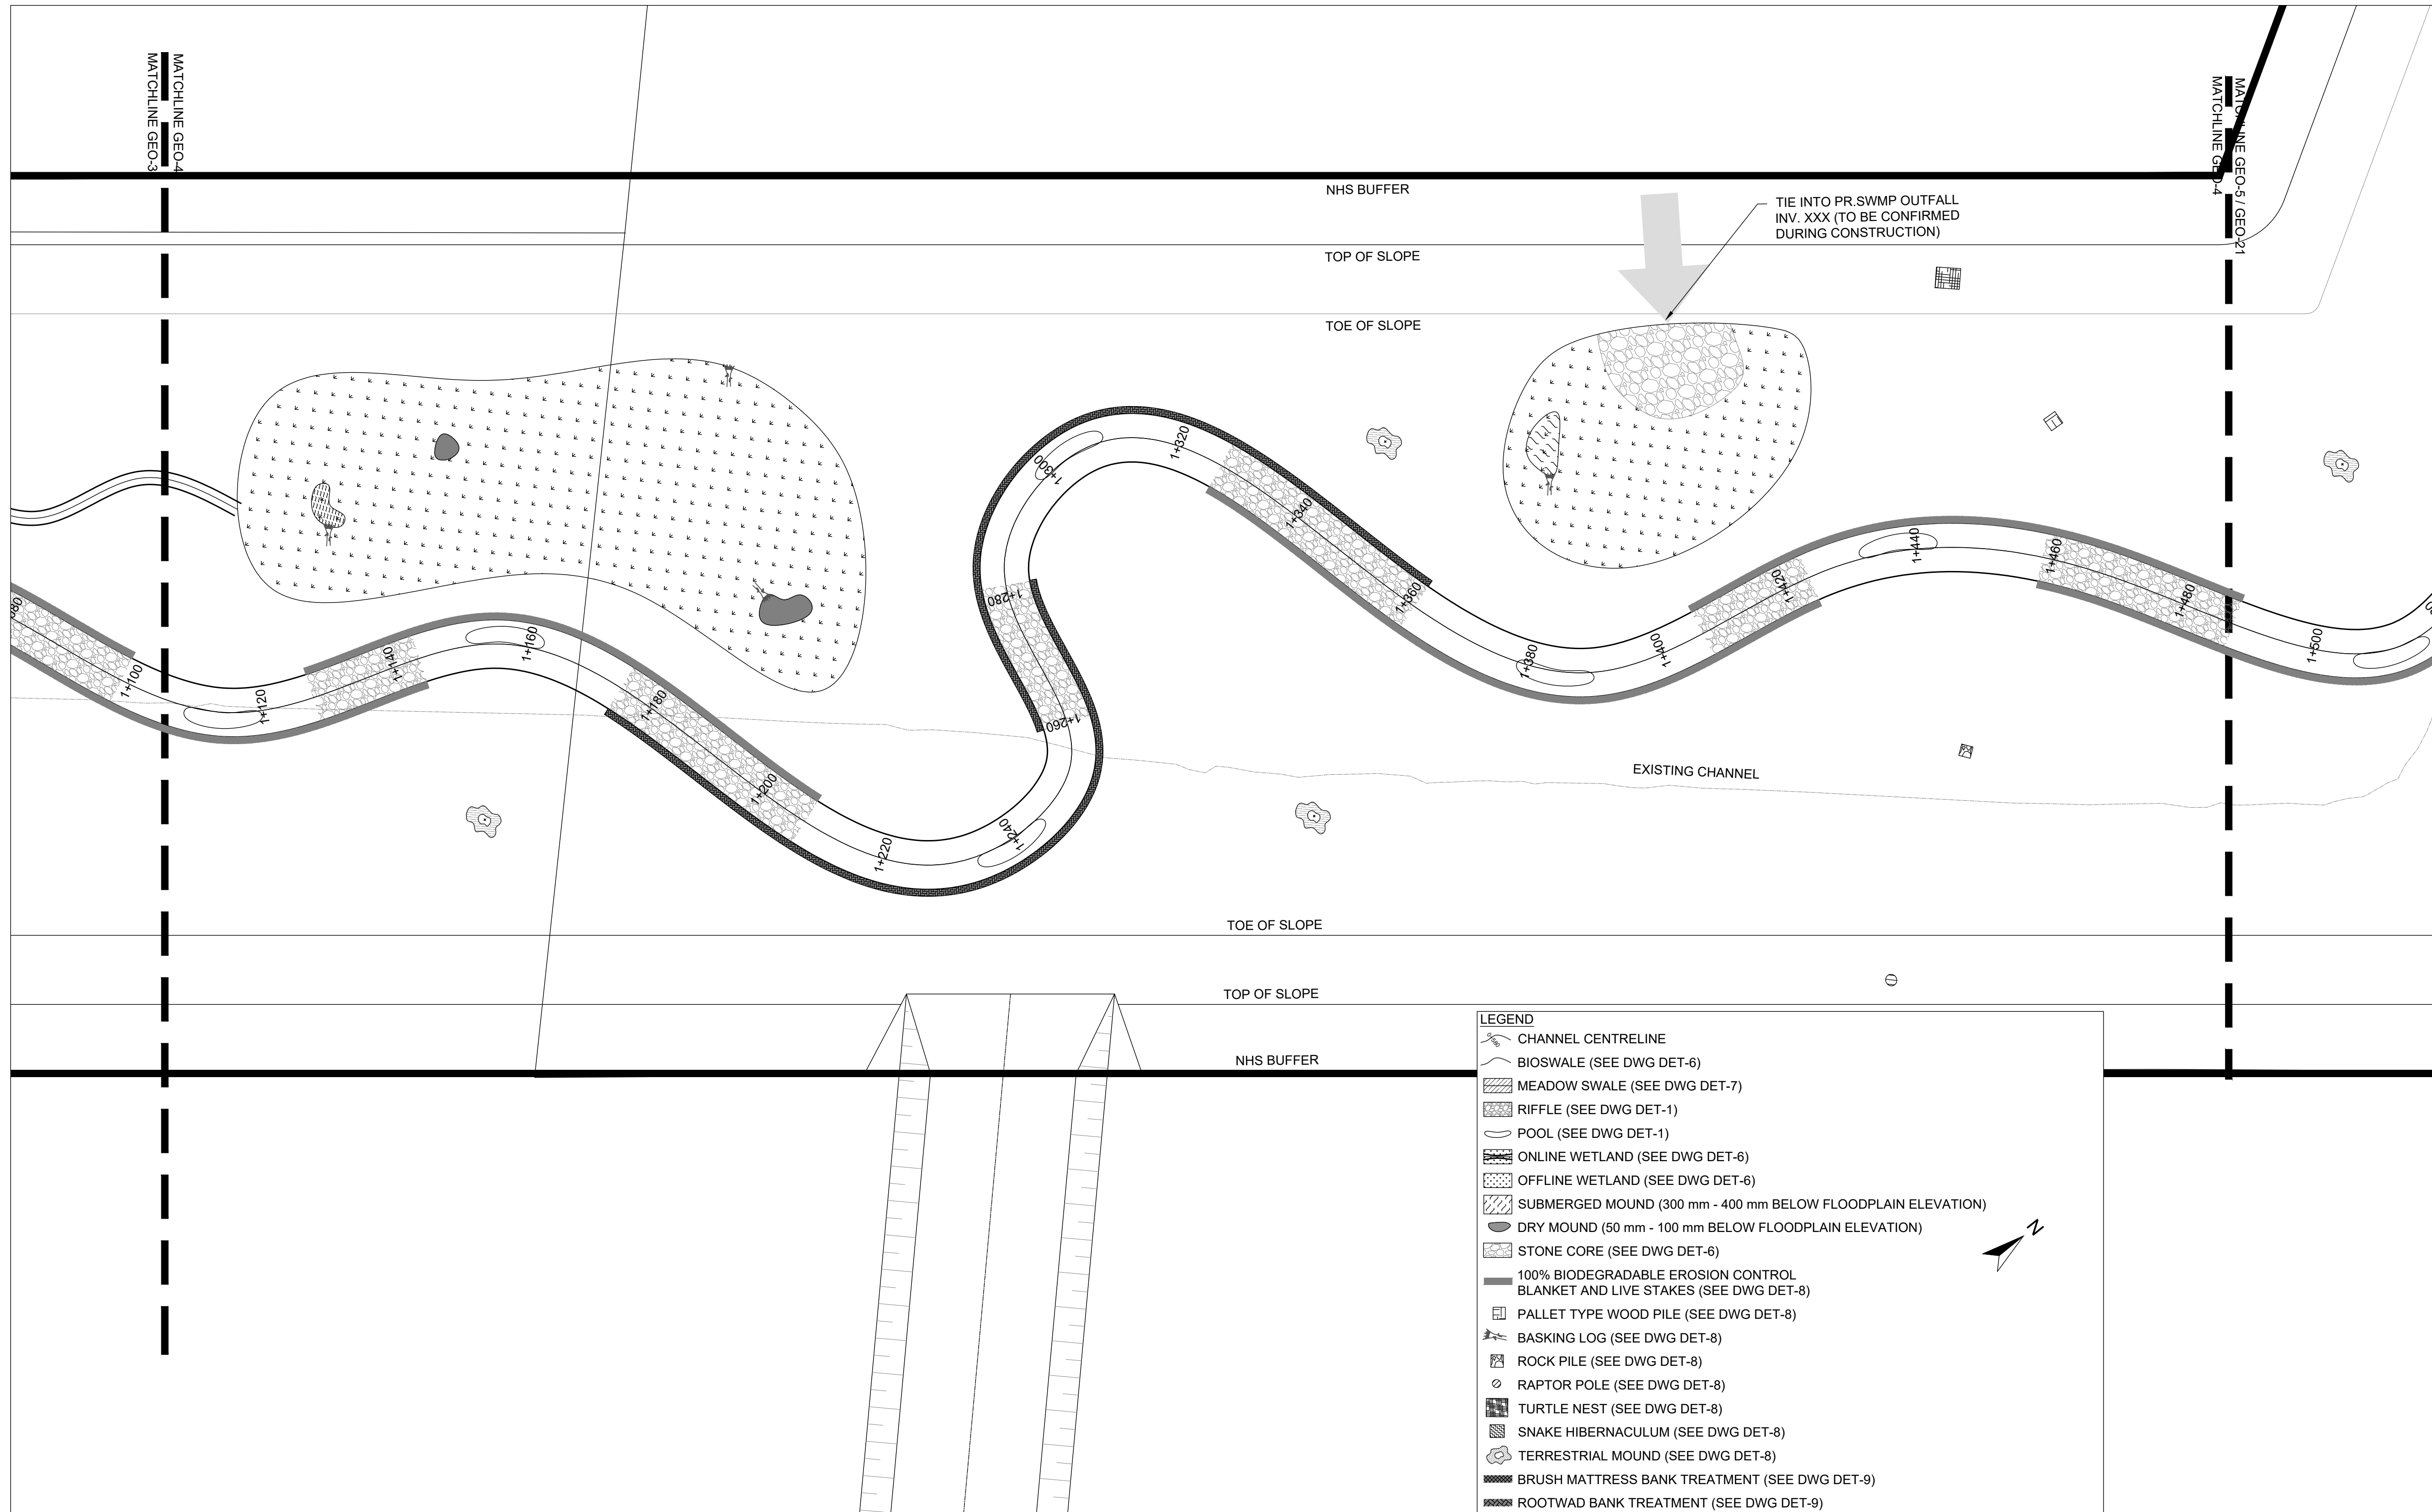 MATCHLINE GEO-3
MATCHLINE GEO-4
MATCHLINE GEO-4
MATCHLINE GEO-5 / GEO-21
NHS BUFFER
TIE INTO PR.SWMP OUTFALL
INV. XXX (TO BE CONFIRMED
DURING CONSTRUCTION)
TOP OF SLOPE
TOE OF SLOPE
1+100
1+120
1+140
1+160
1+180
1+200
1+220
1+240
1+260
1+280
1+300
1+320
1+340
1+360
1+380
1+400
1+420
1+440
1+460
1+480
1+500
EXISTING CHANNEL
TOE OF SLOPE
TOP OF SLOPE
NHS BUFFER
LEGEND
CHANNEL CENTRELINE
BIOSWALE (SEE DWG DET-6)
MEADOW SWALE (SEE DWG DET-7)
RIFFLE (SEE DWG DET-1)
POOL (SEE DWG DET-1)
ONLINE WETLAND (SEE DWG DET-6)
OFFLINE WETLAND (SEE DWG DET-6)
SUBMERGED MOUND (300 mm - 400 mm BELOW FLOODPLAIN ELEVATION)
DRY MOUND (50 mm - 100 mm BELOW FLOODPLAIN ELEVATION)
STONE CORE (SEE DWG DET-6)
100% BIODEGRADABLE EROSION CONTROL
BLANKET AND LIVE STAKES (SEE DWG DET-8)
PALLET TYPE WOOD PILE (SEE DWG DET-8)
BASKING LOG (SEE DWG DET-8)
ROCK PILE (SEE DWG DET-8)
RAPTOR POLE (SEE DWG DET-8)
TURTLE NEST (SEE DWG DET-8)
SNAKE HIBERNACULUM (SEE DWG DET-8)
TERRESTRIAL MOUND (SEE DWG DET-8)
BRUSH MATTRESS BANK TREATMENT (SEE DWG DET-9)
ROOTWAD BANK TREATMENT (SEE DWG DET-9)
N